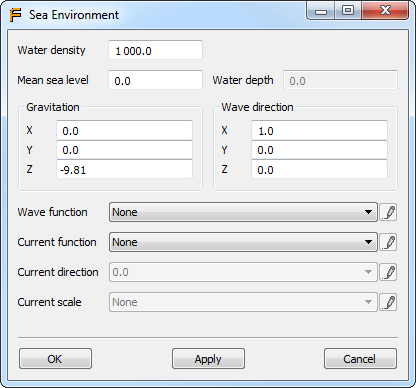 Sea Environment
Water density 1 000.0
Mean sea level 0.0 Water depth 0.0
Gravitation Wave direction
X 0.0 X 1.0
Y 0.0 Y 0.0
Z -9.81 Z 0.0
Wave function None
Current function None
Current direction 0.0
Current scale None
OK Apply Cancel